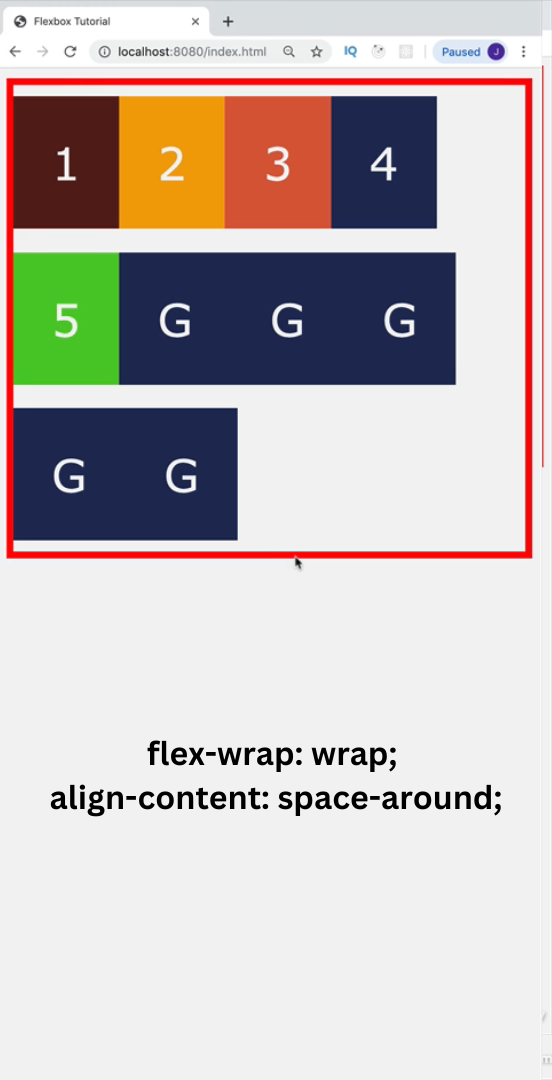 Flexbox Tutorial
localhost:8080/index.html
IQ
Paused
J
1 2 3 4
5 G G G
G G
flex-wrap: wrap;
align-content: space-around;